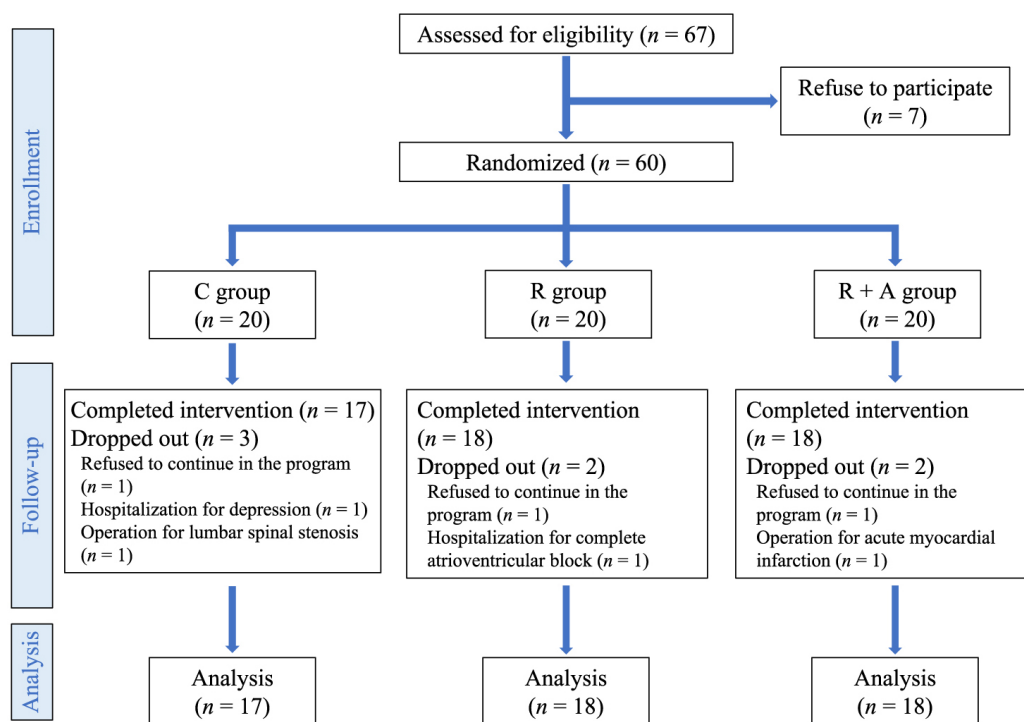 Enrollment
Assessed for eligibility (n = 67)
Refuse to participate
(n = 7)
Randomized (n = 60)
C group
(n = 20)
R group
(n = 20)
R + A group
(n = 20)
Follow-up
Completed intervention (n = 17)
Dropped out (n = 3)
Refused to continue in the program
(n = 1)
Hospitalization for depression (n = 1)
Operation for lumbar spinal stenosis
(n = 1)
Completed intervention
(n = 18)
Dropped out (n = 2)
Refused to continue in the
program (n = 1)
Hospitalization for complete
atrioventricular block (n = 1)
Completed intervention
(n = 18)
Dropped out (n = 2)
Refused to continue in the
program (n = 1)
Operation for acute myocardial
infarction (n = 1)
Analysis
Analysis
(n = 17)
Analysis
(n = 18)
Analysis
(n = 18)